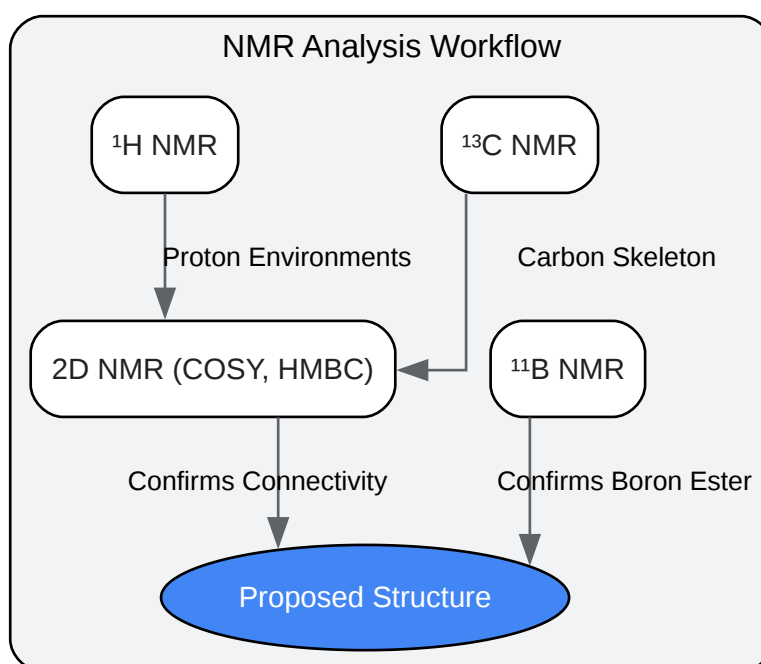 NMR Analysis Workflow
¹H NMR
¹³C NMR
Proton Environments
Carbon Skeleton
2D NMR (COSY, HMBC)
¹¹B NMR
Confirms Connectivity
Confirms Boron Ester
Proposed Structure